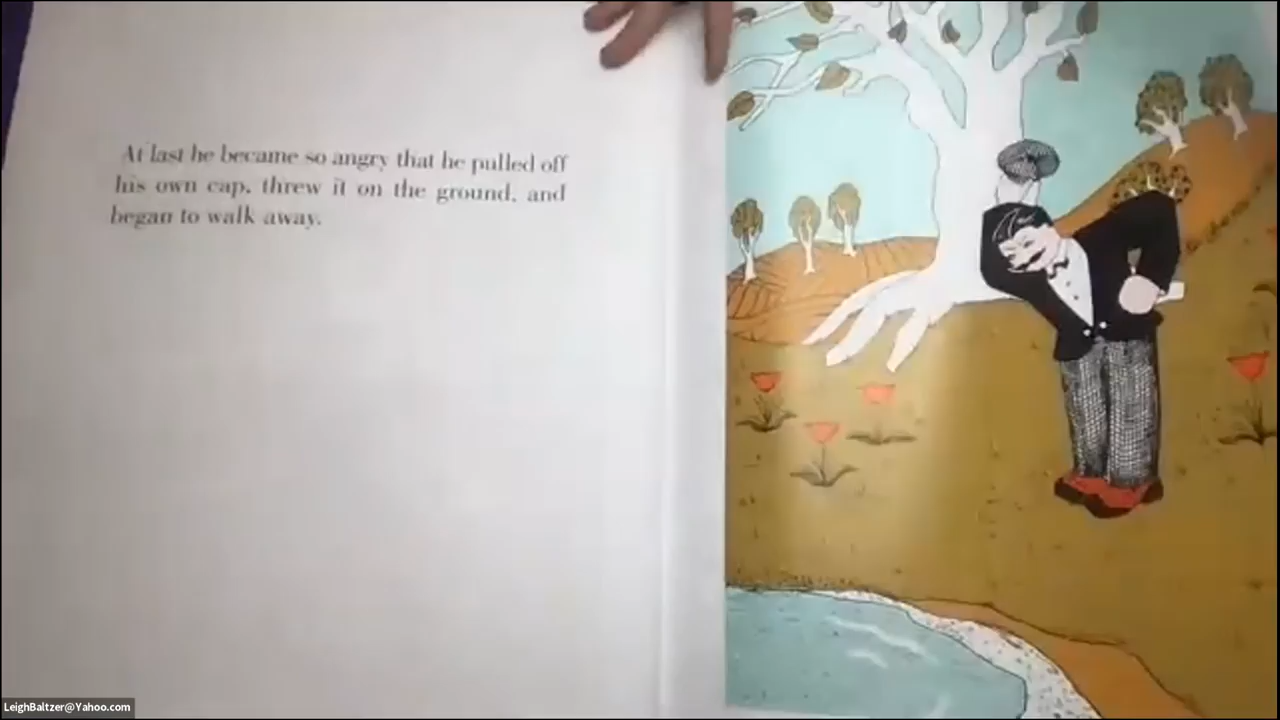 At last he became so angry that he pulled off
his own cap, threw it on the ground, and
began to walk away.
LeighBaltzer@Yahoo.com